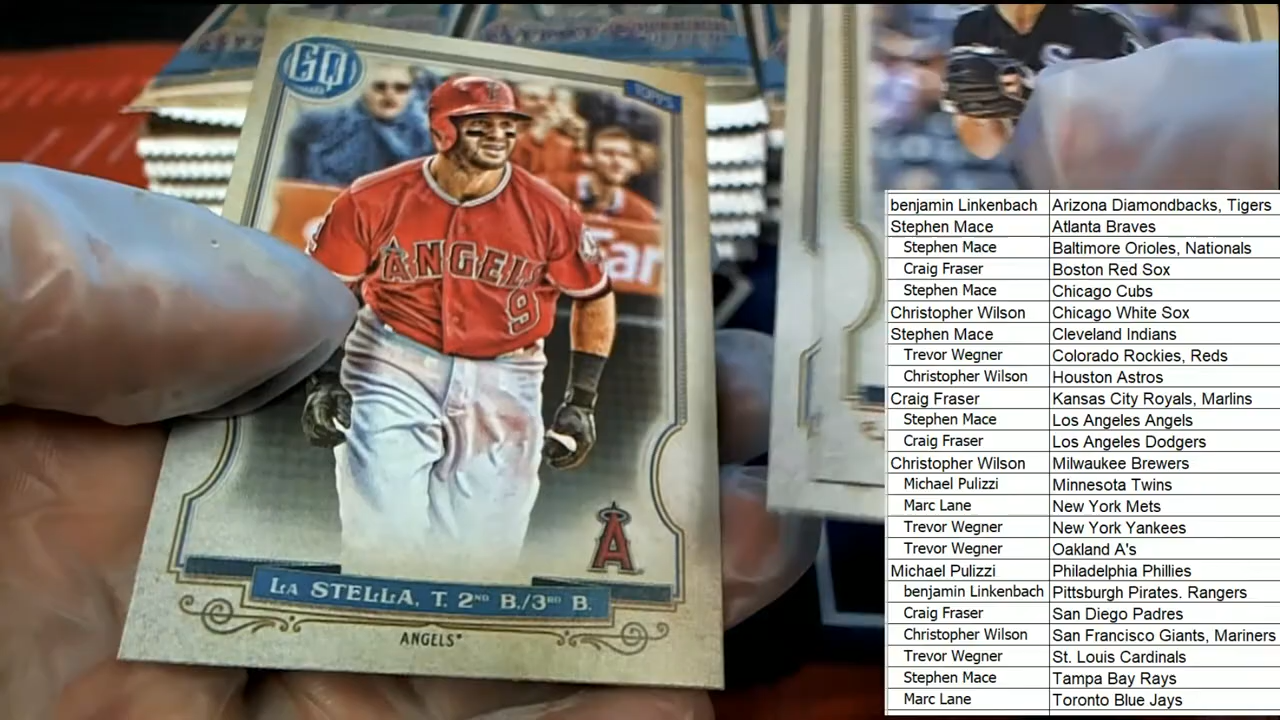 GQ
TOPPS
ANGELS
9
LA STELLA, T. 2ND B./3RD B.
ANGELS
benjamin Linkenbach Arizona Diamondbacks, Tigers
Stephen Mace Atlanta Braves
Stephen Mace Baltimore Orioles, Nationals
Craig Fraser Boston Red Sox
Stephen Mace Chicago Cubs
Christopher Wilson Chicago White Sox
Stephen Mace Cleveland Indians
Trevor Wegner Colorado Rockies, Reds
Christopher Wilson Houston Astros
Craig Fraser Kansas City Royals, Marlins
Stephen Mace Los Angeles Angels
Craig Fraser Los Angeles Dodgers
Christopher Wilson Milwaukee Brewers
Michael Pulizzi Minnesota Twins
Marc Lane New York Mets
Trevor Wegner New York Yankees
Trevor Wegner Oakland A's
Michael Pulizzi Philadelphia Phillies
benjamin Linkenbach Pittsburgh Pirates. Rangers
Craig Fraser San Diego Padres
Christopher Wilson San Francisco Giants, Mariners
Trevor Wegner St. Louis Cardinals
Stephen Mace Tampa Bay Rays
Marc Lane Toronto Blue Jays